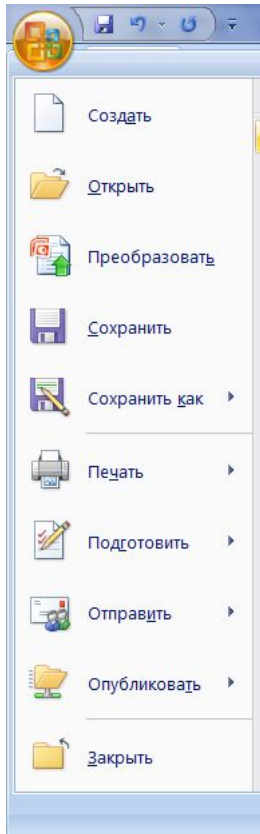 Создать
Открыть
Преобразовать
Сохранить
Сохранить как
Печать
Подготовить
Отправить
Опубликовать
Закрыть